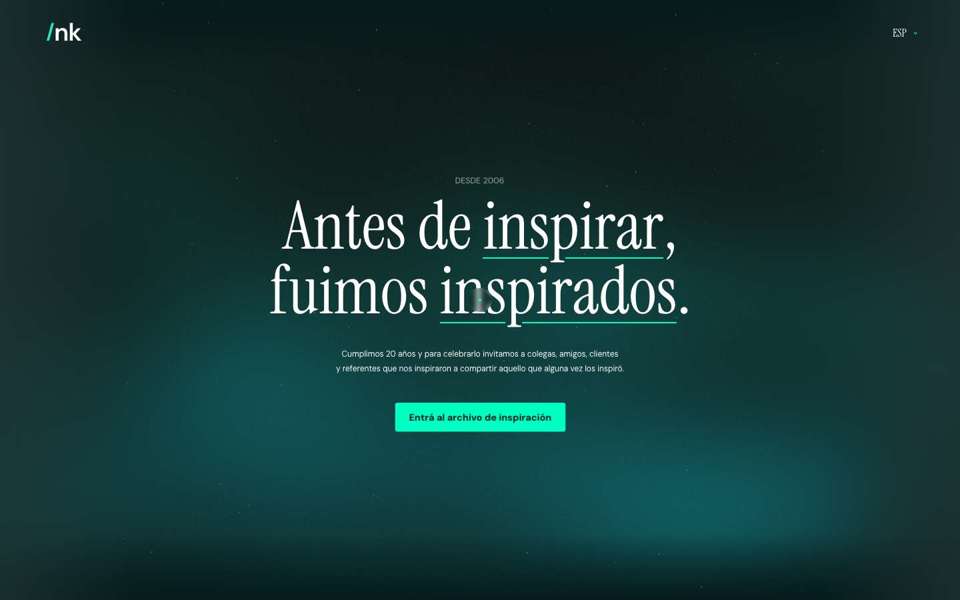 /nk
ESP
DESDE 2006
Antes de inspirar,
fuimos inspirados.
Cumplimos 20 años y para celebrarlo invitamos a colegas, amigos, clientes
y referentes que nos inspiraron a compartir aquello que alguna vez los inspiró.
Entrá al archivo de inspiración